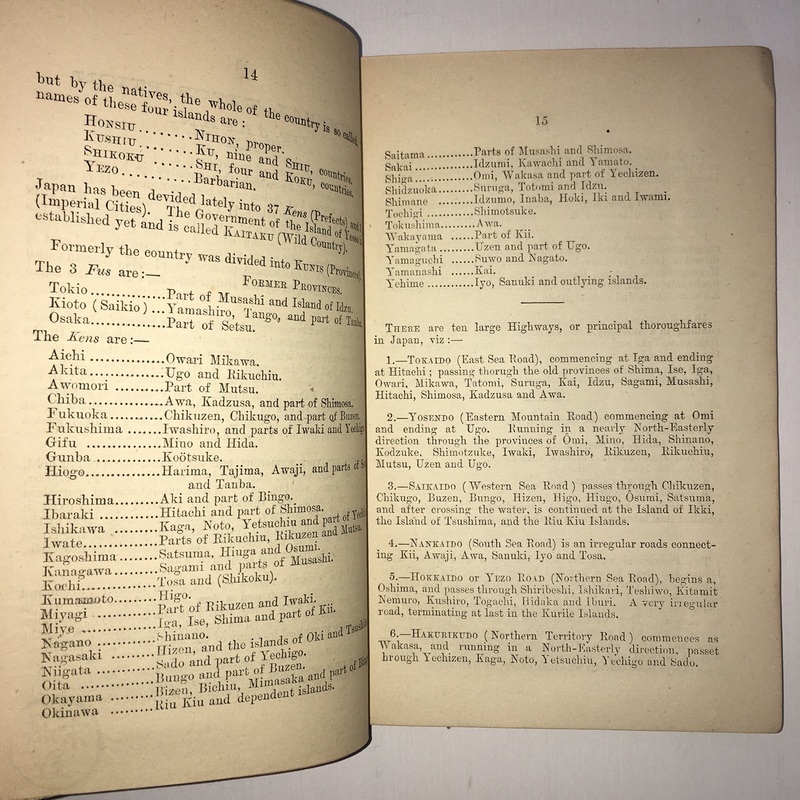 14
but by the natives, the whole of the country is so called,
names of these four islands are :
HONSIU ........ NIHON, proper.
KUSHIU ........ KU, nine and SHIU, countries.
SHIKOKU ...... SHI, four and KOKU, countries.
YEZO .......... Barbarian.
Japan has been devided lately into 37 Kens (Prefects) and
(Imperial Cities). The Government of the Island of Yesso
established yet and is called KAITAKU (Wild Country).
Formerly the country was divided into KUNIS (Provinces)
The 3 Fus are:—
FORMER PROVINCES.
Tokio ............... Part of Musashi and Island of Idzu.
Kioto (Saikio) ... Yamashiro, Tango, and part of Tanba
Osaka ............... Part of Setsu.
The Kens are:—
Aichi ............... Owari Mikawa.
Akita ............... Ugo and Rikuchiu.
Awomori .......... Part of Mutsu.
Chiba ............... Awa, Kadzusa, and part of Shimosa.
Fukuoka .......... Chikuzen, Chikugo, and part of Buzen.
Fukushima ....... Iwashiro, and parts of Iwaki and Yechigo
Gifu ............... Mino and Hida.
Gunba ............. Koötsuke.
Hiogo ............... Harima, Tajima, Awaji, and parts of
and Tanba.
Hiroshima ........ Aki and part of Bingo.
Ibaraki ............ Hitachi and part of Shimosa.
Ishikawa .......... Kaga, Noto, Yetsuchiu and part of
Iwate ............... Parts of Rikuchiu, Rikuzen and Mutsu.
Kagoshima ....... Satsuma, Hiuga and Osumi.
Kanagawa ........ Sagami and parts of Musashi.
Kochi ............... Tosa and (Shikoku).
Kumamoto ........ Higo.
Miyagi ............. Part of Rikuzen and Iwaki.
Miye ............... Iga, Ise, Shima and part of Kii.
Nagano ............ Shinano.
Nagasaki .......... Hizen, and the islands of Oki and
Niigata ............ Sado and part of Yechigo.
Oita ............... Bungo and part of Buzen.
Okayama .......... Bizen, Bichiu, Mimasaka and part of
Okinawa .......... Riu Kiu and dependent islands.
15
Saitama ............ Parts of Musashi and Shimosa.
Sakai ............... Idzumi, Kawachi and Yamato.
Shiga ............... Omi, Wakasa and part of Yechizen.
Shidzuoka ......... Suruga, Totomi and Idzu.
Shimane .......... Idzumo, Inaba, Hoki, Iki and Iwami.
Tochigi ............ Shimotsuke.
Tokushima ........ Awa.
Wakayama ....... Part of Kii.
Yamagata ......... Uzen and part of Ugo.
Yamaguchi ....... Suwo and Nagato.
Yamanashi ....... Kai.
Yehime ............ Iyo, Sanuki and outlying islands.
THERE are ten large Highways, or principal thoroughfares
in Japan, viz :—
1.—TOKAIDO (East Sea Road), commencing at Iga and ending
at Hitachi ; passing thorugh the old provinces of Shima, Ise, Iga,
Owari, Mikawa, Tatomi, Suruga, Kai, Idzu, Sagami, Musashi,
Hitachi, Shimosa, Kadzusa and Awa.
2.—YOSENDO (Eastern Mountain Road) commencing at Omi
and ending at Ugo. Running in a nearly North-Easterly
direction through the provinces of Omi, Mino, Hida, Shinano,
Kodzuke, Shimotzuke, Iwaki, Iwashiro, Rikuzen, Rikuchiu,
Mutsu, Uzen and Ugo.
3.—SAIKAIDO (Western Sea Road) passes through Chikuzen,
Chikugo, Buzen, Bungo, Hizen, Higo, Hiugo, Osumi, Satsuma,
and after crossing the water, is continued at the Island of Ikki,
the Island of Tsushima, and the Riu Kiu Islands.
4.—NANKAIDO (South Sea Road) is an irregular roads connect-
ing Kii, Awaji, Awa, Sanuki, Iyo and Tosa.
5.—HOKKAIDO or YEZO ROAD (Northern Sea Road), begins a,
Oshima, and passes through Shiribeshi, Ishikari, Teshiwo, Kitamit
Nemuro, Kushiro, Togachi, Hidaka and Iburi. A very irregular
road, terminating at last in the Kurile Islands.
6.—HAKURIKUDO (Northern Territory Road) commences as
Wakasa, and running in a North-Easterly direction, passet
hrough Yechizen, Kaga, Noto, Yetsuchiu, Yechigo and Sado.